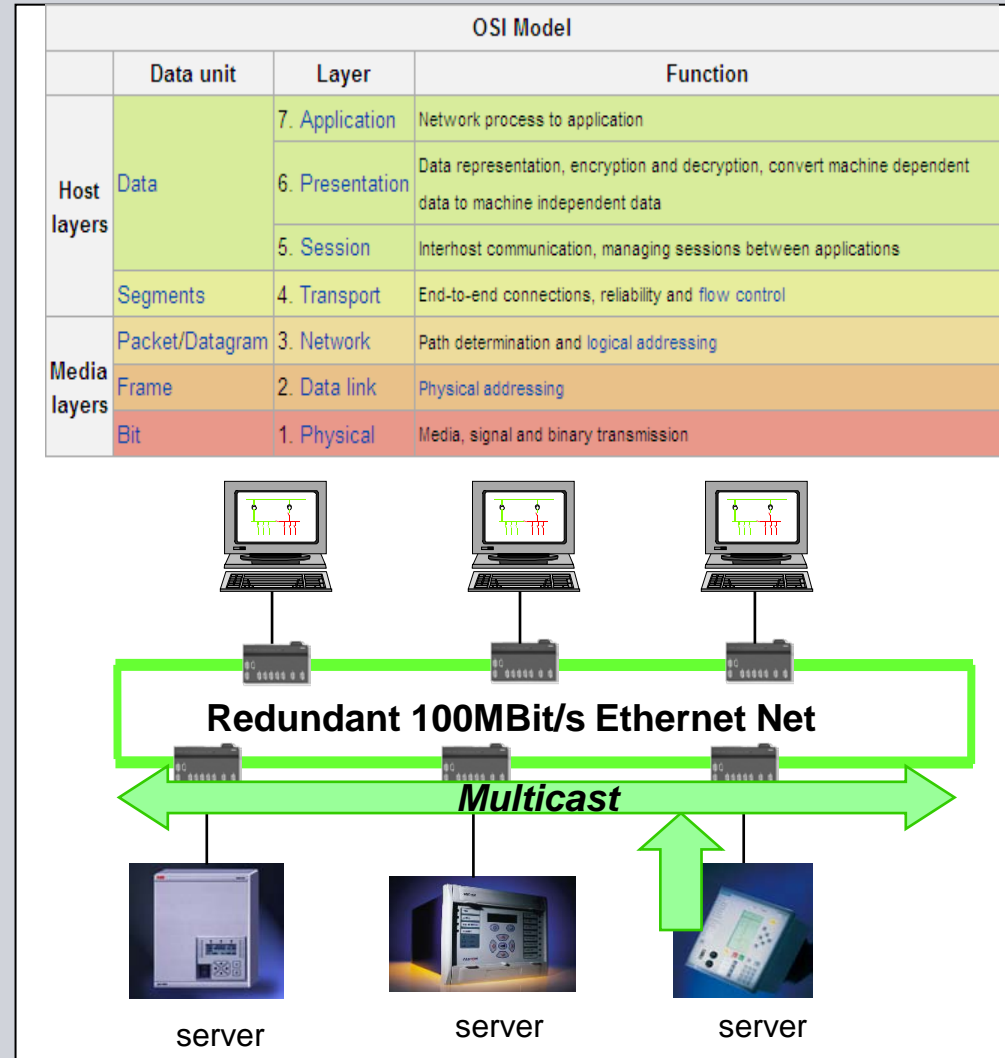 OSI Model
Data unit Layer Function
Host layers Data 7. Application Network process to application
6. Presentation Data representation, encryption and decryption, convert machine dependent
data to machine independent data
5. Session Interhost communication, managing sessions between applications
Segments 4. Transport End-to-end connections, reliability and flow control
Media layers Packet/Datagram 3. Network Path determination and logical addressing
Frame 2. Data link Physical addressing
Bit 1. Physical Media, signal and binary transmission
Redundant 100MBit/s Ethernet Net
Multicast
server
server
server